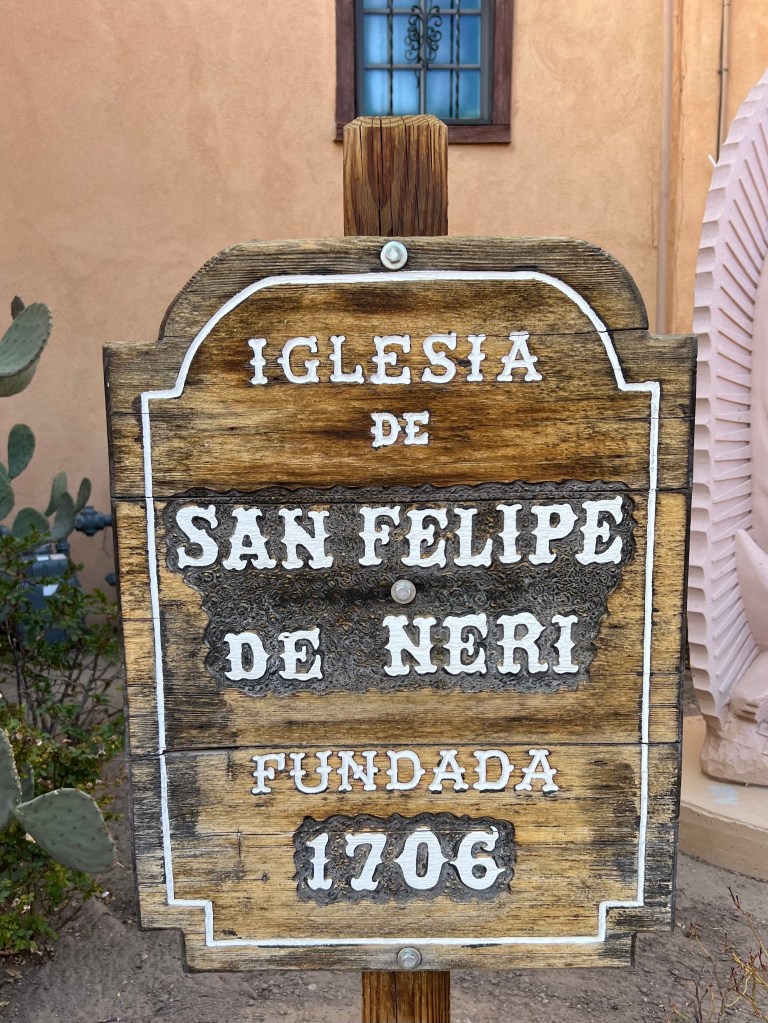 IGLESIA
DE
SAN FELIPE
DE NERI
FUNDADA
1706